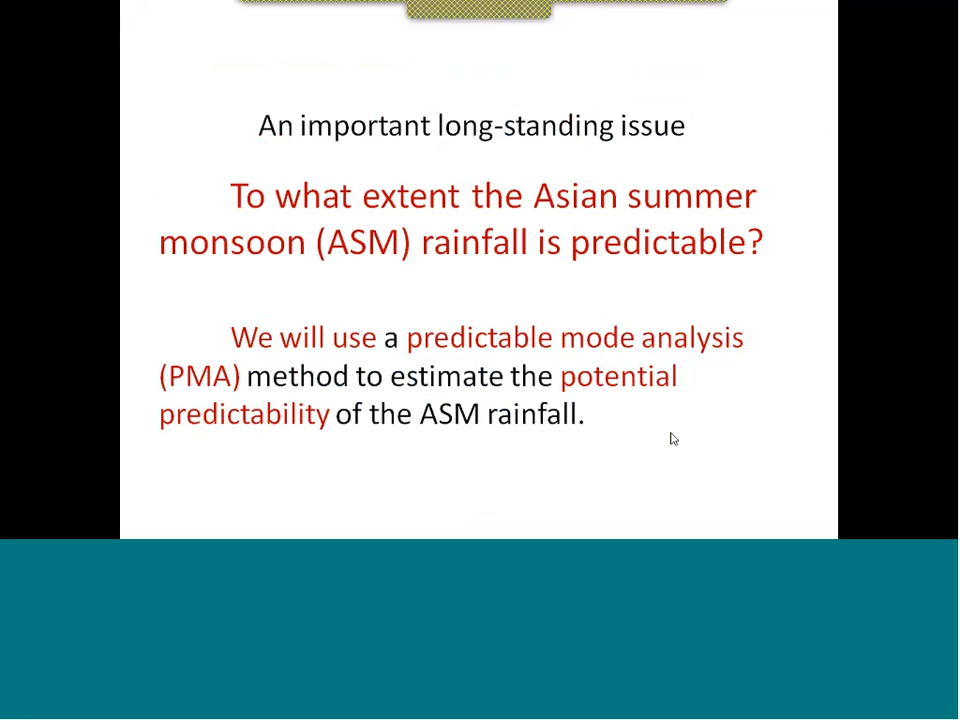 An important long-standing issue
To what extent the Asian summer
monsoon (ASM) rainfall is predictable?
We will use a predictable mode analysis
(PMA) method to estimate the potential
predictability of the ASM rainfall.